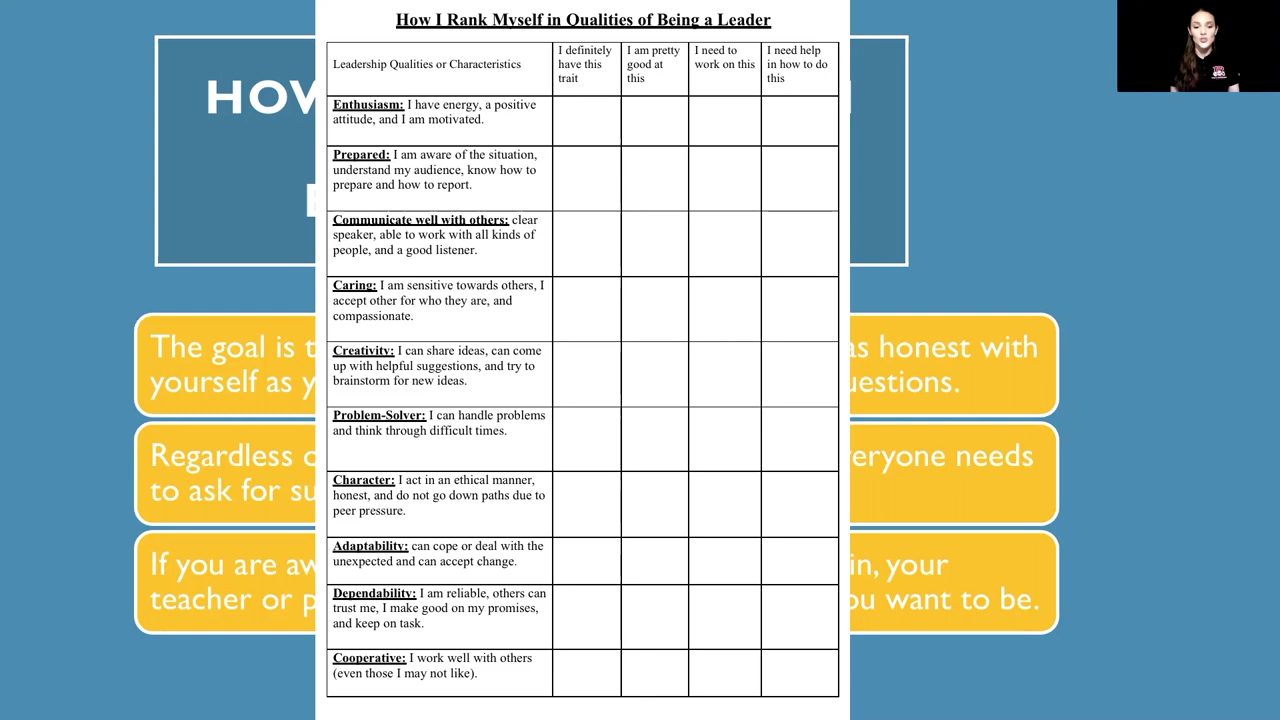 How I Rank Myself in Qualities of Being a Leader
Leadership Qualities or Characteristics
I definitely
have this
trait
I am pretty
good at
this
I need to
work on this
I need help
in how to do
this
Enthusiasm: I have energy, a positive
attitude, and I am motivated.
Prepared: I am aware of the situation,
understand my audience, know how to
prepare and how to report.
Communicate well with others: clear
speaker, able to work with all kinds of
people, and a good listener.
Caring: I am sensitive towards others, I
accept other for who they are, and
compassionate.
Creativity: I can share ideas, can come
up with helpful suggestions, and try to
brainstorm for new ideas.
Problem-Solver: I can handle problems
and think through difficult times.
Character: I act in an ethical manner,
honest, and do not go down paths due to
peer pressure.
Adaptability: can cope or deal with the
unexpected and can accept change.
Dependability: I am reliable, others can
trust me, I make good on my promises,
and keep on task.
Cooperative: I work well with others
(even those I may not like).
HOW
The goal is as honest with
yourself as
Regardless everyone needs
to ask for
If you are in, your
teacher or you want to be.